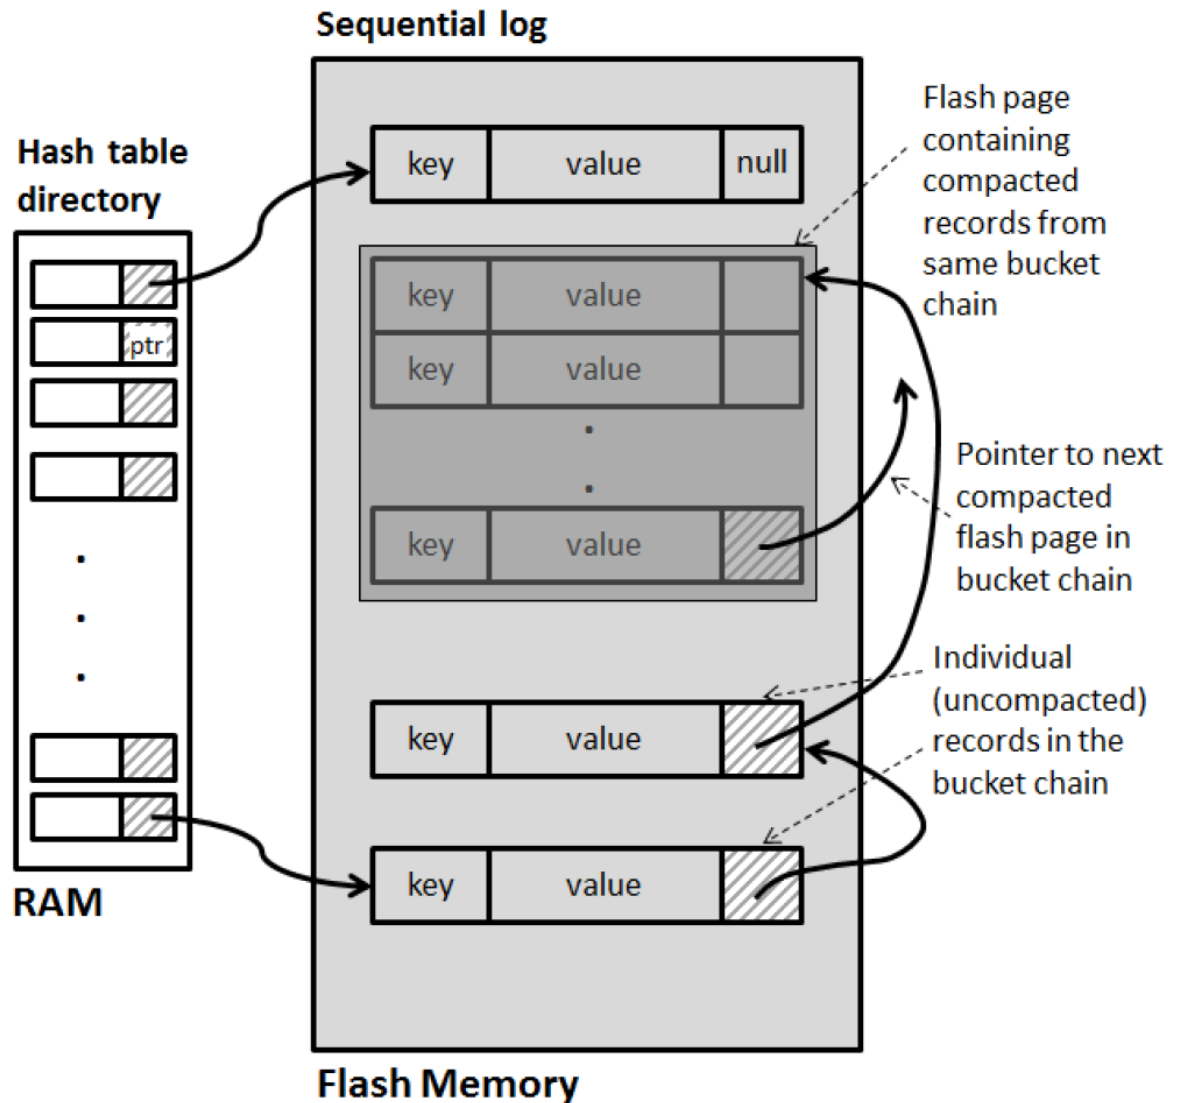 Sequential log
Hash table
directory
key value null
ptr
key value
key value
.
.
key value
.
.
.
key value
key value
RAM
Flash Memory
Flash page
containing
compacted
records from
same bucket
chain
Pointer to next
compacted
flash page in
bucket chain
Individual
(uncompacted)
records in the
bucket chain